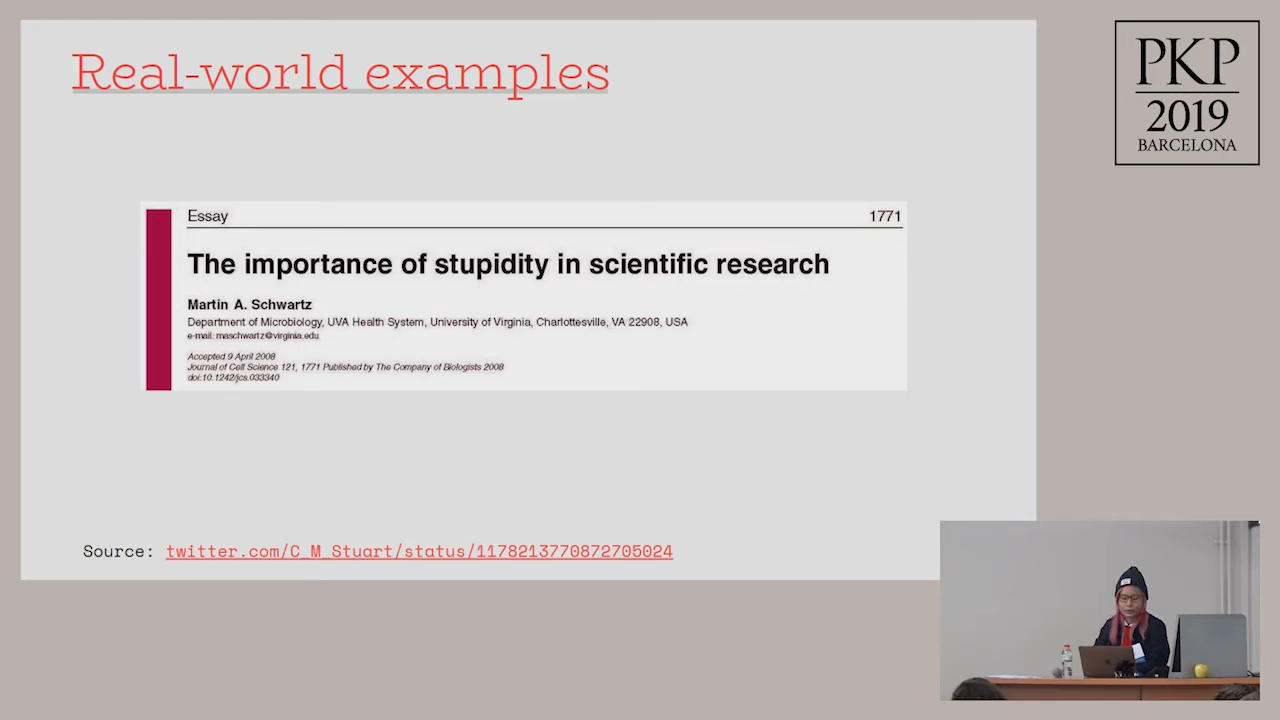 Real-world examples
PKP
2019
BARCELONA
Essay 1771
The importance of stupidity in scientific research
Martin A. Schwartz
Department of Microbiology, UVA Health System, University of Virginia, Charlottesville, VA 22908, USA
e-mail: maschwartz@virginia.edu
Accepted 9 April 2008
Journal of Cell Science 121, 1771 Published by The Company of Biologists 2008
doi:10.1242/jcs.033340
Source: twitter.com/C_M_Stuart/status/1178213770872705024